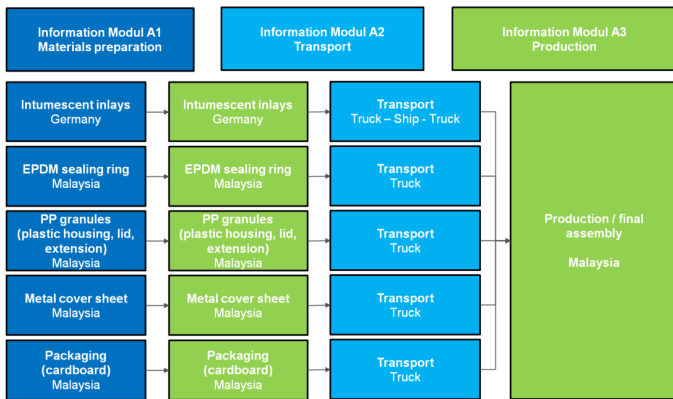 Information Modul A1
Materials preparation
Information Modul A2
Transport
Information Modul A3
Production
Intumescent inlays
Germany
Intumescent inlays
Germany
Transport
Truck – Ship - Truck
EPDM sealing ring
Malaysia
EPDM sealing ring
Malaysia
Transport
Truck
PP granules
(plastic housing, lid,
extension)
Malaysia
PP granules
(plastic housing, lid,
extension)
Malaysia
Transport
Truck
Metal cover sheet
Malaysia
Metal cover sheet
Malaysia
Transport
Truck
Packaging
(cardboard)
Malaysia
Packaging
(cardboard)
Malaysia
Transport
Truck
Production / final
assembly
Malaysia